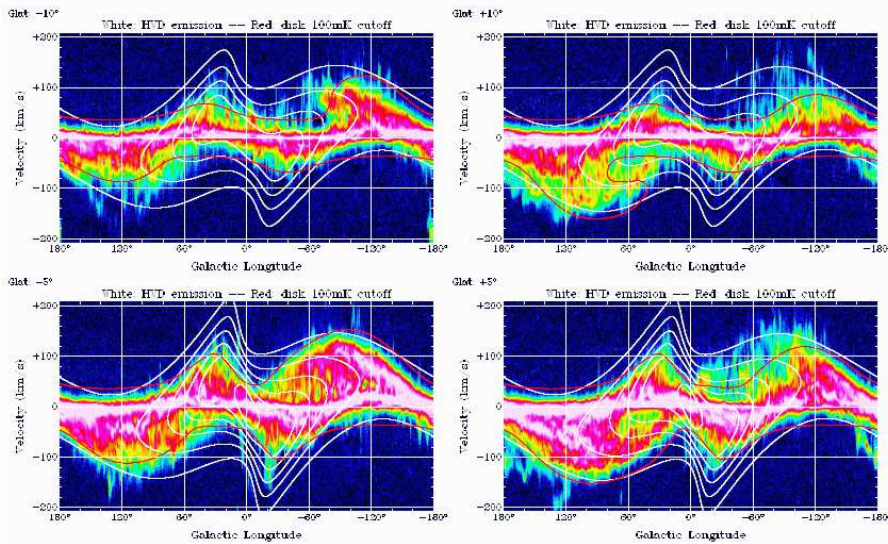 Glat -10°
White HVD emission -- Red disk 100mK cutoff
+200
+100
0
-100
-200
Velocity (km/s)
180° 120° 60° 0° -60° -120° -180°
Galactic Longitude
Glat +10°
White HVD emission -- Red disk 100mK cutoff
+200
+100
0
-100
-200
Velocity (km/s)
180° 120° 60° 0° -60° -120° -180°
Galactic Longitude
Glat -5°
White HVD emission -- Red disk 100mK cutoff
+200
+100
0
-100
-200
Velocity (km/s)
180° 120° 60° 0° -60° -120° -180°
Galactic Longitude
Glat +5°
White HVD emission -- Red disk 100mK cutoff
+200
+100
0
-100
-200
Velocity (km/s)
180° 120° 60° 0° -60° -120° -180°
Galactic Longitude